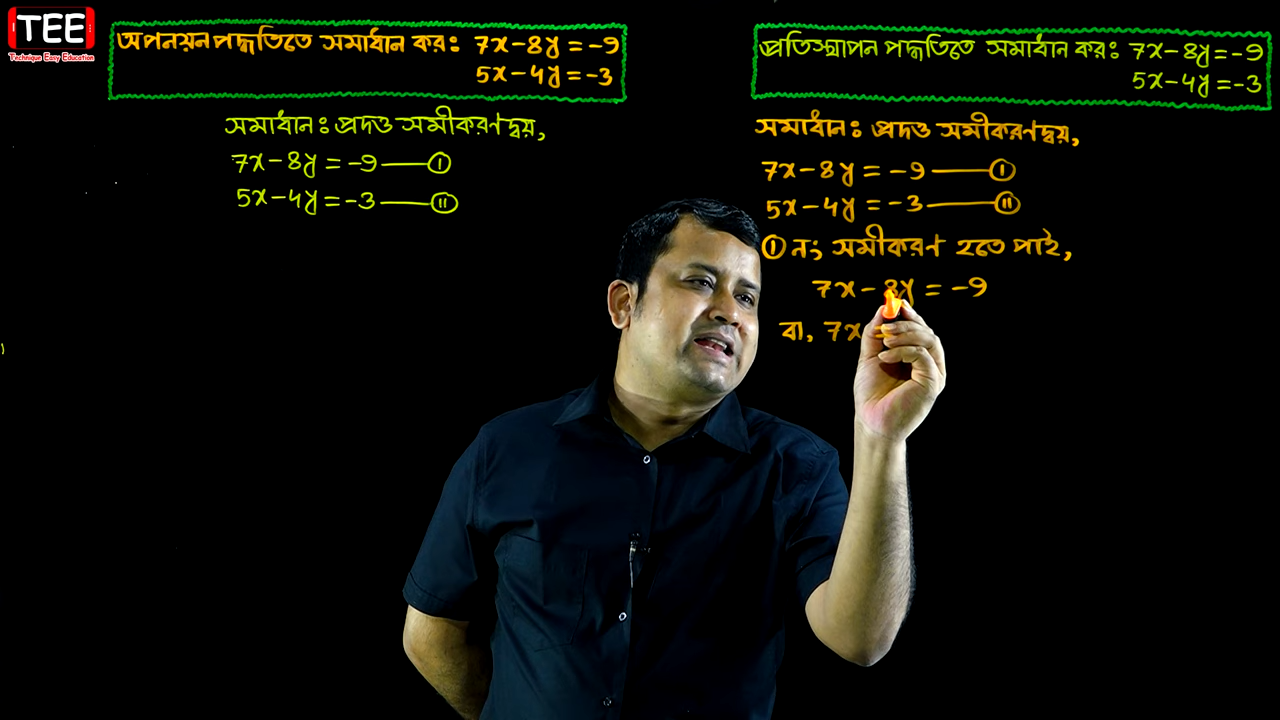 TEE
Technique Easy Education
অপনয়ন পদ্ধতিতে সমাধান কর: 7x-8y = -9
5x-4y = -3
সমাধান: প্রদত্ত সমীকরণদ্বয়,
7x-8y = -9 —— (i)
5x-4y = -3 —— (ii)
প্রতিস্থাপন পদ্ধতিতে সমাধান কর: 7x-8y = -9
5x-4y = -3
সমাধান: প্রদত্ত সমীকরণদ্বয়,
7x-8y = -9 —— (i)
5x-4y = -3 —— (ii)
(i) নং সমীকরণ হতে পাই,
7x-8y = -9
বা, 7x